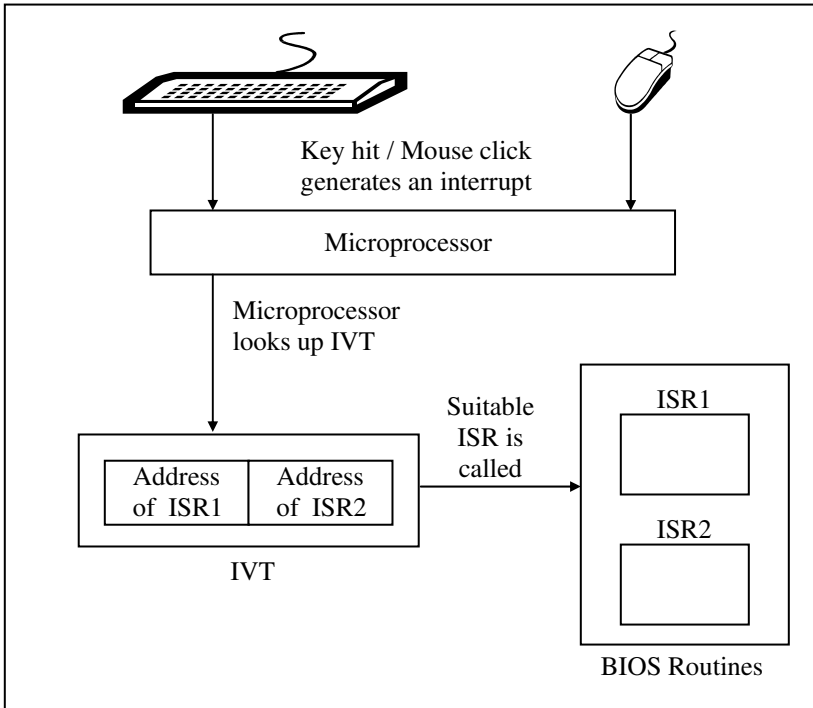 Key hit / Mouse click
generates an interrupt
Microprocessor
Microprocessor
looks up IVT
Suitable
ISR is
called
ISR1
Address
of ISR1
Address
of ISR2
ISR2
IVT
BIOS Routines